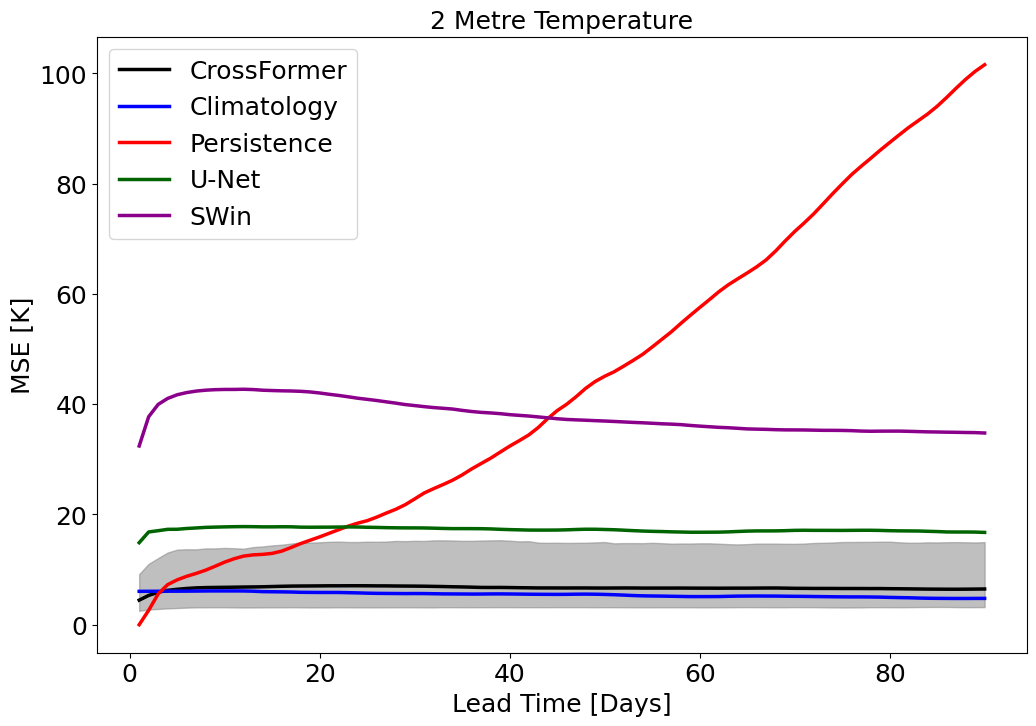 2 Metre Temperature
CrossFormer
Climatology
Persistence
U-Net
SWin
MSE [K]
100
80
60
40
20
0
0 20 40 60 80
Lead Time [Days]